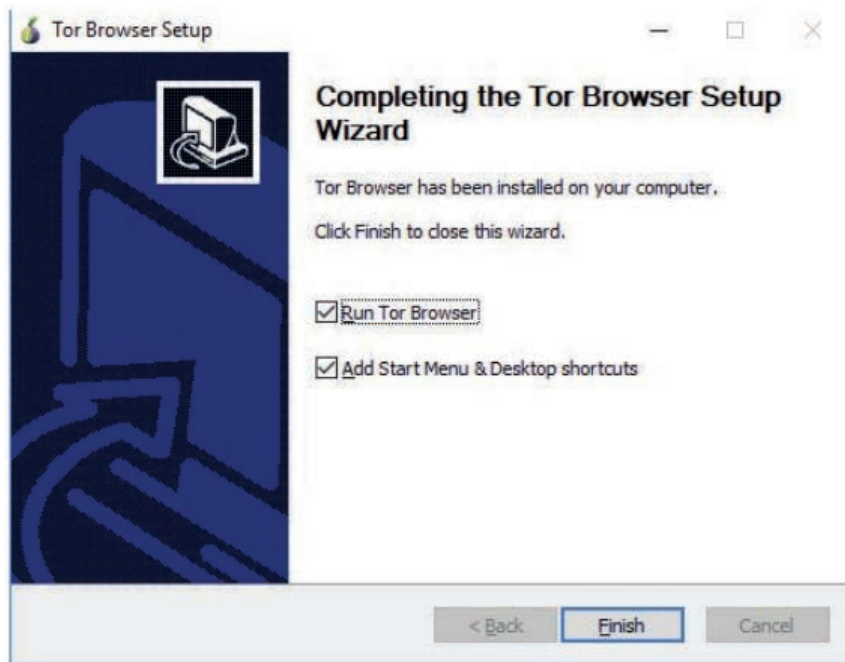 Tor Browser Setup
Completing the Tor Browser Setup
Wizard
Tor Browser has been installed on your computer.
Click Finish to close this wizard.
Run Tor Browser
Add Start Menu & Desktop shortcuts
< Back Finish Cancel